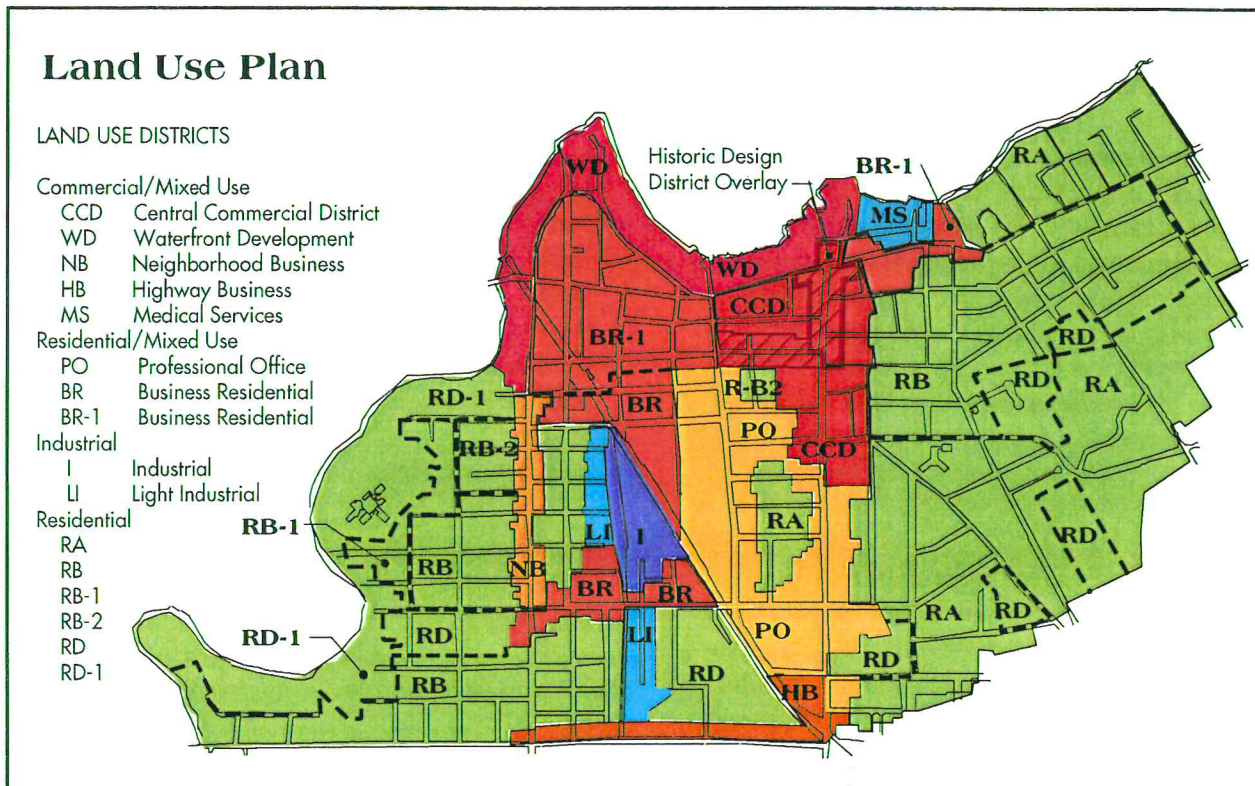 Land Use Plan
LAND USE DISTRICTS
Commercial/Mixed Use
CCD Central Commercial District
WD Waterfront Development
NB Neighborhood Business
HB Highway Business
MS Medical Services
Residential/Mixed Use
PO Professional Office
BR Business Residential
BR-1 Business Residential
Industrial
I Industrial
LI Light Industrial
Residential
RA
RB
RB-1
RB-2
RD
RD-1
Historic Design
District Overlay
BR-1
RA
WD
MS
WD
CCD
BR-1
RD
RD
RA
RB
R-B2
RD-1
BR
PO
CCD
RB-2
RB-1
RA
RD
LI
I
RB
NB
BR
BR
RA
RD
PO
RD-1
RD
LI
RD
RD
RB
HB